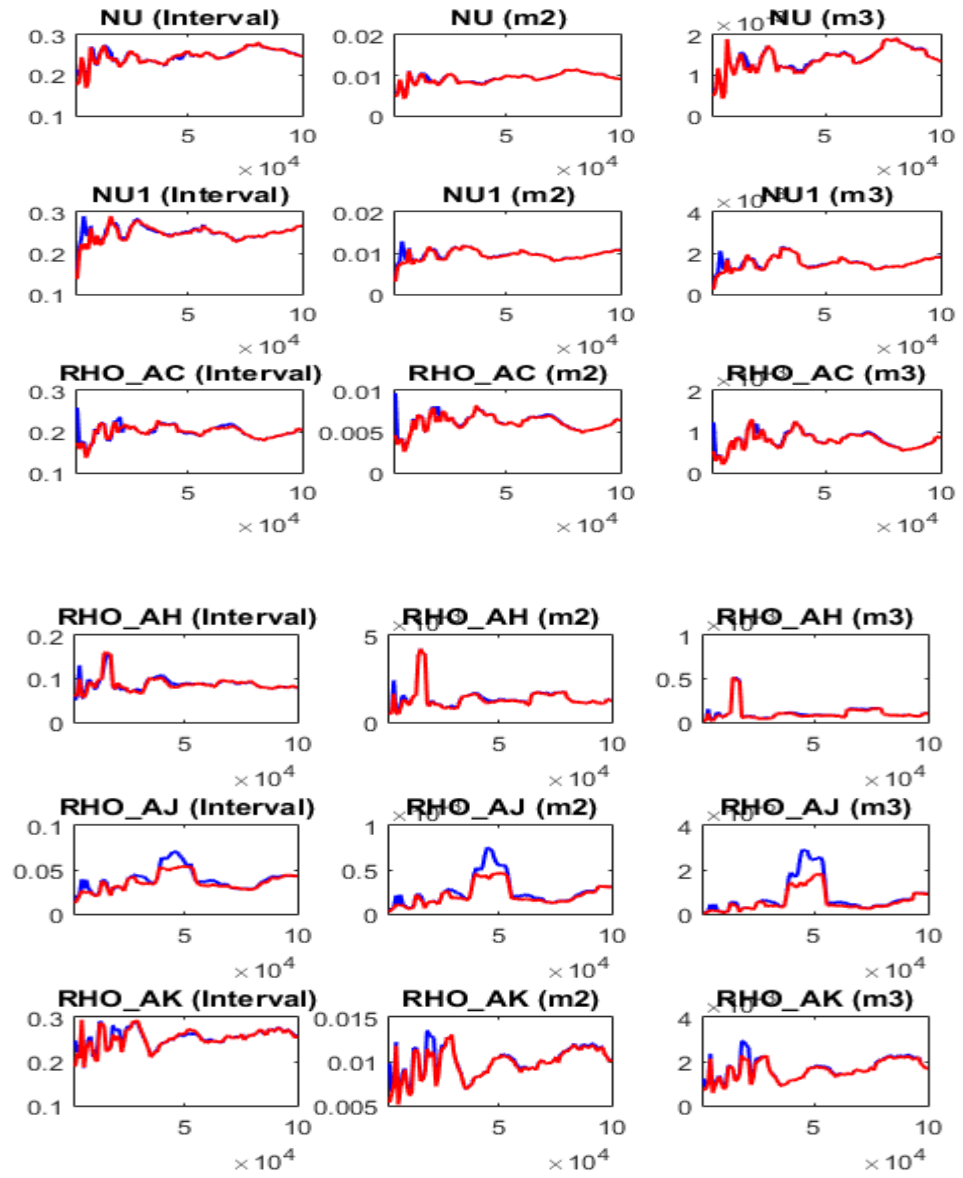 NU (Interval) NU (m2) NU (m3)
0.3 0.02 2
0.2 0.01 1
0.1 0 0
5 10 5 10 5 10
×10^4 ×10^4 ×10^4
NU1 (Interval) NU1 (m2) NU1 (m3)
0.3 0.02 4
0.2 0.01 2
0.1 0 0
5 10 5 10 5 10
×10^4 ×10^4 ×10^4
RHO_AC (Interval) RHO_AC (m2) RHO_AC (m3)
0.3 0.01 2
0.2 0.005 1
0.1 0 0
5 10 5 10 5 10
×10^4 ×10^4 ×10^4
RHO_AH (Interval) RHO_AH (m2) RHO_AH (m3)
0.2 5 1
0.1 0.5
0 0 0
5 10 5 10 5 10
×10^4 ×10^4 ×10^4
RHO_AJ (Interval) RHO_AJ (m2) RHO_AJ (m3)
0.1 1 4
0.05 0.5 2
0 0 0
5 10 5 10 5 10
×10^4 ×10^4 ×10^4
RHO_AK (Interval) RHO_AK (m2) RHO_AK (m3)
0.3 0.015 4
0.2 0.01 2
0.1 0.005 0
5 10 5 10 5 10
×10^4 ×10^4 ×10^4